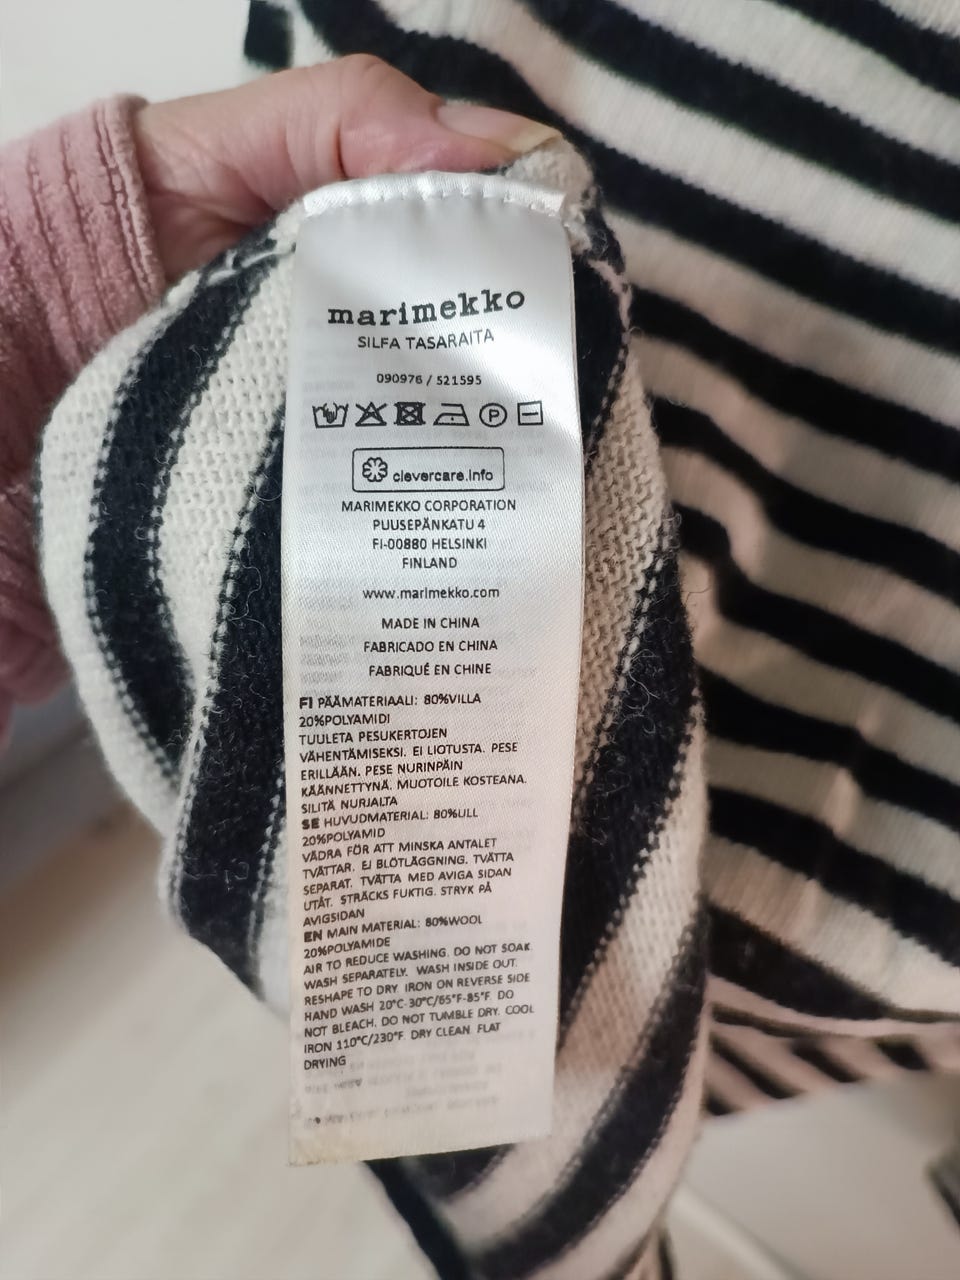 marimekko
SILFA TASARAITA
090976 / 521595
P
clevercare.info
MARIMEKKO CORPORATION
PUUSEPÄNKATU 4
FI-00880 HELSINKI
FINLAND
www.marimekko.com
MADE IN CHINA
FABRICADO EN CHINA
FABRIQUÉ EN CHINE
FI PÄÄMATERIAALI: 80%VILLA
20%POLYAMIDI
TUULETA PESUKERTOJEN
VÄHENTÄMISEKSI. EI LIOTUSTA. PESE
ERILLÄÄN. PESE NURINPÄIN
KÄÄNNETTYNÄ. MUOTOILE KOSTEANA.
SILITÄ NURJALTA
SE HUVUDMATERIAL: 80%ULL
20%POLYAMID
VÄDRA FÖR ATT MINSKA ANTALET
TVÄTTAR. EJ BLÖTLÄGGNING. TVÄTTA
SEPARAT. TVÄTTA MED AVIGA SIDAN
UTÅT. STRÄCKS FUKTIG. STRYK PÅ
AVIGSIDAN
EN MAIN MATERIAL: 80%WOOL
20%POLYAMIDE
AIR TO REDUCE WASHING. DO NOT SOAK.
WASH SEPARATELY. WASH INSIDE OUT.
RESHAPE TO DRY. IRON ON REVERSE SIDE
HAND WASH 20°C-30°C/65°F-85°F. DO
NOT BLEACH. DO NOT TUMBLE DRY. COOL
IRON 110°C/230°F. DRY CLEAN. FLAT
DRYING